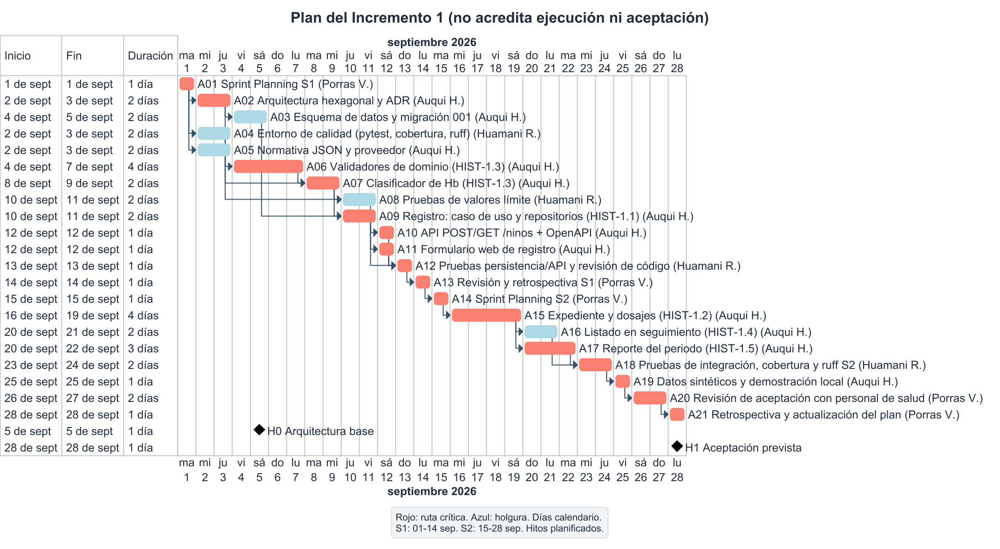 Plan del Incremento 1 (no acredita ejecución ni aceptación)
septiembre 2026
Inicio Fin Duración ma mi ju vi sá do lu ma mi ju vi sá do lu ma mi ju vi sá do lu ma mi ju vi sá do lu
1 2 3 4 5 6 7 8 9 10 11 12 13 14 15 16 17 18 19 20 21 22 23 24 25 26 27 28
1 de sept 1 de sept 1 día A01 Sprint Planning S1 (Porras V.)
2 de sept 3 de sept 2 días A02 Arquitectura hexagonal y ADR (Auqui H.)
4 de sept 5 de sept 2 días A03 Esquema de datos y migración 001 (Auqui H.)
2 de sept 3 de sept 2 días A04 Entorno de calidad (pytest, cobertura, ruff) (Huamani R.)
2 de sept 3 de sept 2 días A05 Normativa JSON y proveedor (Auqui H.)
4 de sept 7 de sept 4 días A06 Validadores de dominio (HIST-1.3) (Auqui H.)
8 de sept 9 de sept 2 días A07 Clasificador de Hb (HIST-1.3) (Auqui H.)
10 de sept 11 de sept 2 días A08 Pruebas de valores límite (Huamani R.)
10 de sept 11 de sept 2 días A09 Registro: caso de uso y repositorios (HIST-1.1) (Auqui H.)
12 de sept 12 de sept 1 día A10 API POST/GET /ninos + OpenAPI (Auqui H.)
12 de sept 12 de sept 1 día A11 Formulario web de registro (Auqui H.)
13 de sept 13 de sept 1 día A12 Pruebas persistencia/API y revisión de código (Huamani R.)
14 de sept 14 de sept 1 día A13 Revisión y retrospectiva S1 (Porras V.)
15 de sept 15 de sept 1 día A14 Sprint Planning S2 (Porras V.)
16 de sept 19 de sept 4 días A15 Expediente y dosajes (HIST-1.2) (Auqui H.)
20 de sept 21 de sept 2 días A16 Listado en seguimiento (HIST-1.4) (Auqui H.)
20 de sept 22 de sept 3 días A17 Reporte del periodo (HIST-1.5) (Auqui H.)
23 de sept 24 de sept 2 días A18 Pruebas de integración, cobertura y ruff S2 (Huamani R.)
25 de sept 25 de sept 1 día A19 Datos sintéticos y demostración local (Auqui H.)
26 de sept 27 de sept 2 días A20 Revisión de aceptación con personal de salud (Porras V.)
28 de sept 28 de sept 1 día A21 Retrospectiva y actualización del plan (Porras V.)
5 de sept 5 de sept 1 día H0 Arquitectura base
28 de sept 28 de sept 1 día H1 Aceptación prevista
ma mi ju vi sá do lu ma mi ju vi sá do lu ma mi ju vi sá do lu ma mi ju vi sá do lu
1 2 3 4 5 6 7 8 9 10 11 12 13 14 15 16 17 18 19 20 21 22 23 24 25 26 27 28
septiembre 2026
Rojo: ruta crítica. Azul: holgura. Días calendario.
S1: 01-14 sep. S2: 15-28 sep. Hitos planificados.